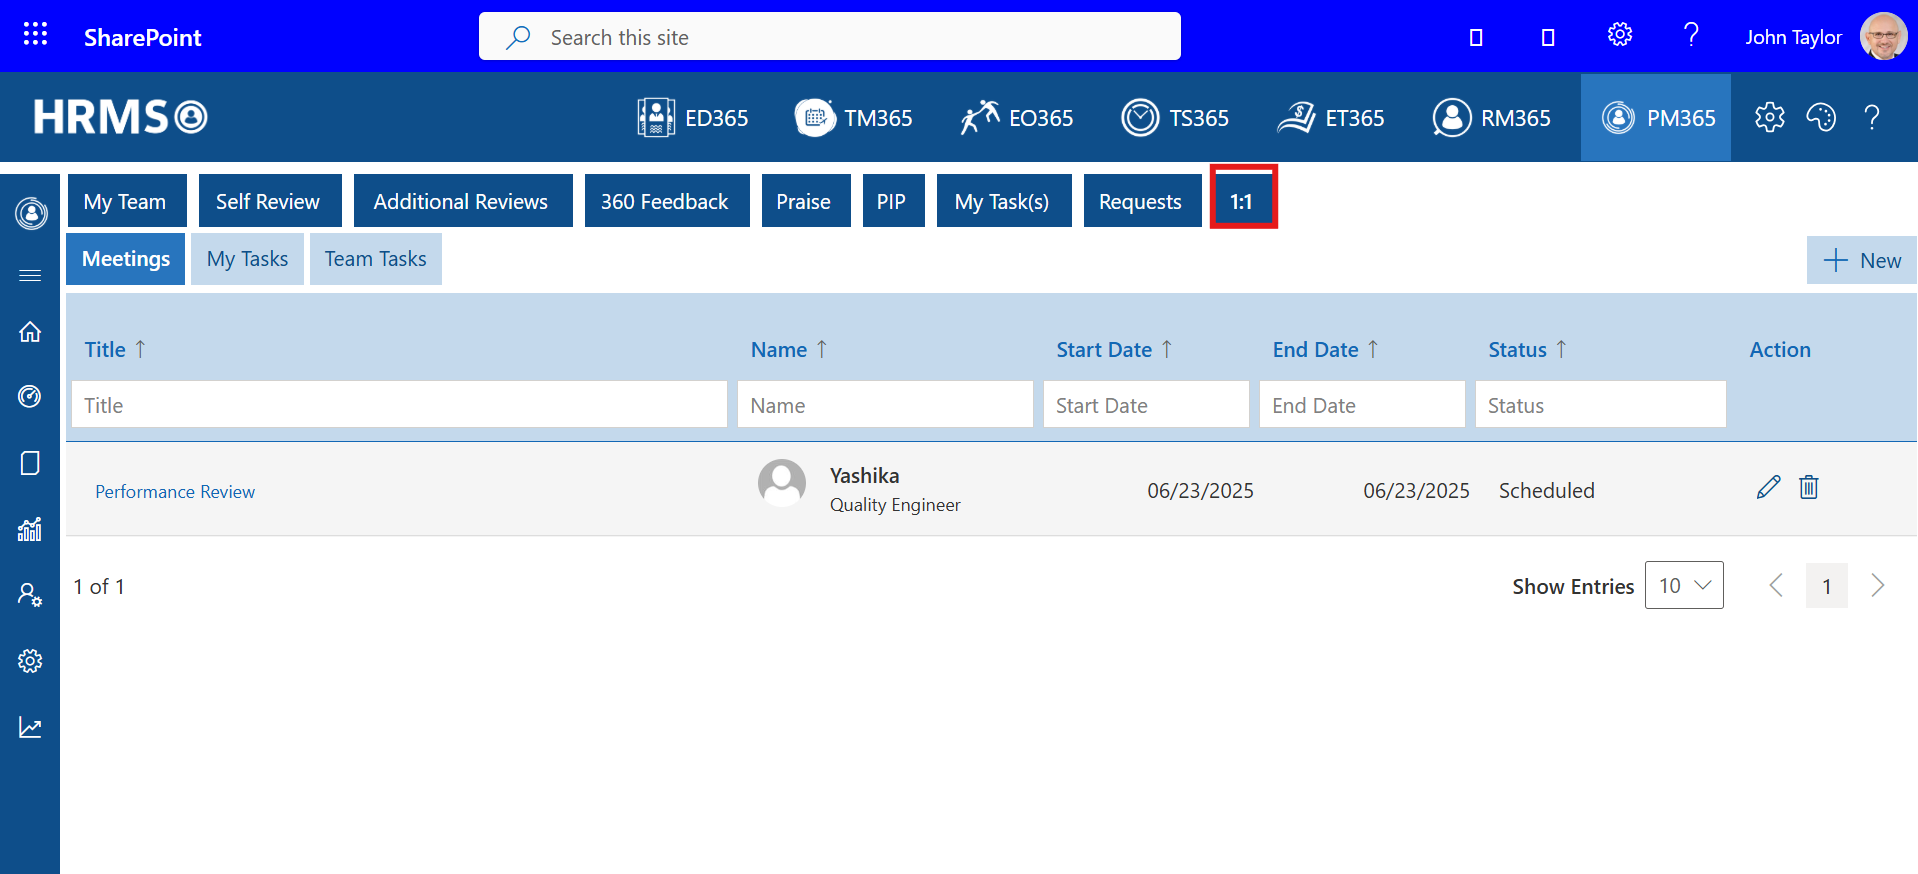 SharePoint
Search this site
John Taylor
HRMS
ED365
TM365
EO365
TS365
ET365
RM365
PM365
My Team
Self Review
Additional Reviews
360 Feedback
Praise
PIP
My Task(s)
Requests
1:1
Meetings
My Tasks
Team Tasks
New
Title
Name
Start Date
End Date
Status
Action
Title
Name
Start Date
End Date
Status
Performance Review
Yashika
Quality Engineer
06/23/2025
06/23/2025
Scheduled
1 of 1
Show Entries
10
1